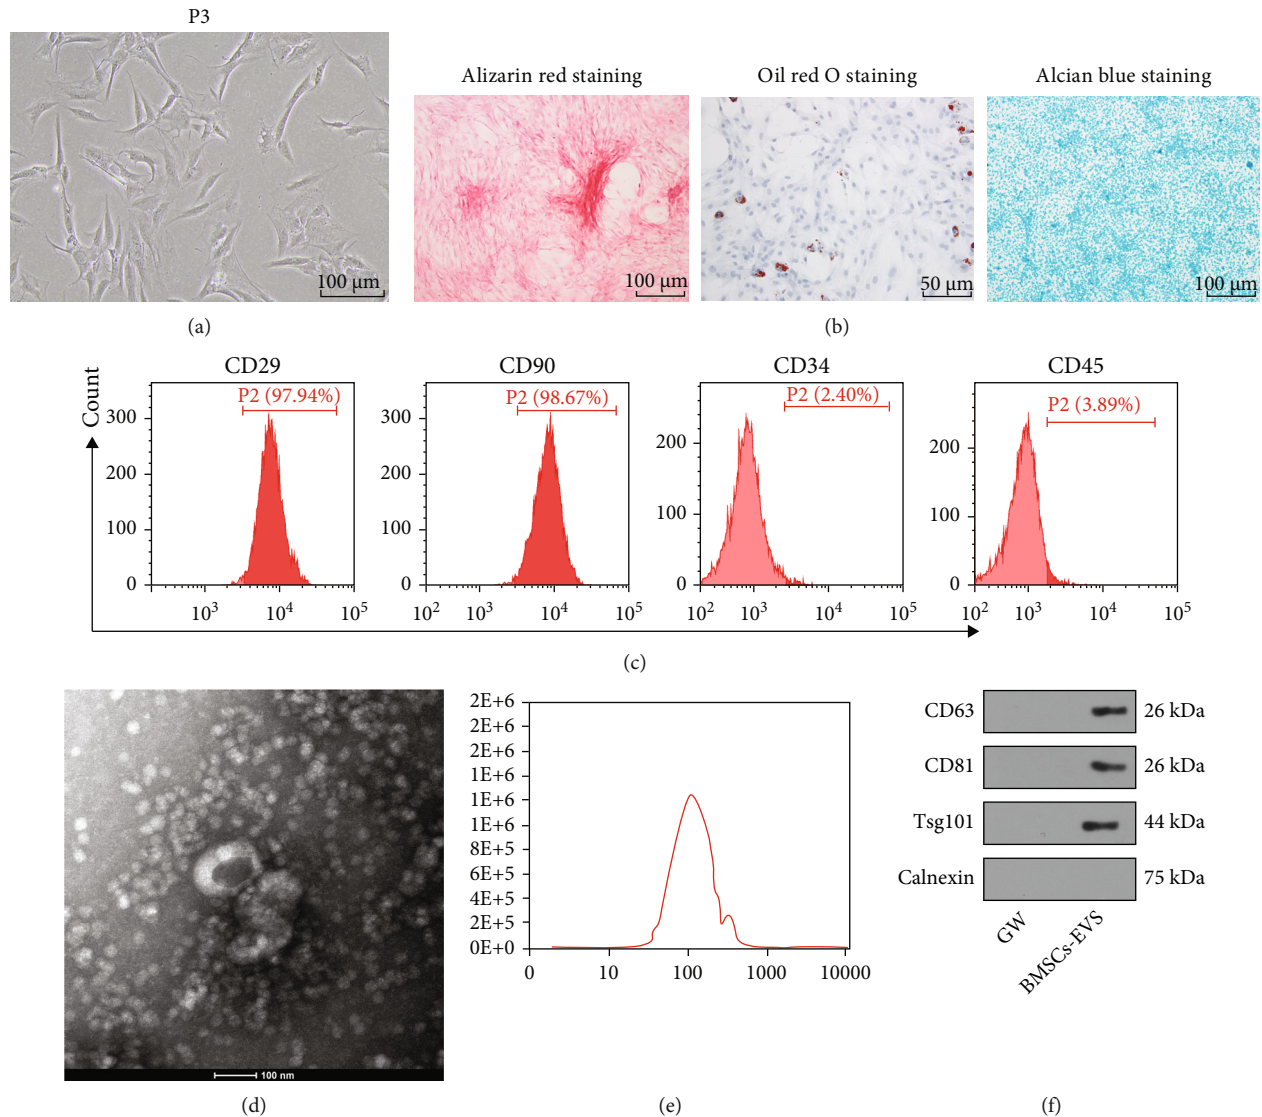 P3
100 µm
(a)
Alizarin red staining
Oil red O staining
Alcian blue staining
100 µm
50 µm
100 µm
(b)
Count
CD29
P2 (97.94%)
300
200
100
0
10³ 10⁴ 10⁵
CD90
P2 (98.67%)
300
200
100
0
10² 10³ 10⁴ 10⁵
CD34
P2 (2.40%)
200
100
0
10² 10³ 10⁴ 10⁵
CD45
P2 (3.89%)
200
100
0
10² 10³ 10⁴ 10⁵
(c)
100 nm
(d)
2E+6
2E+6
2E+6
1E+6
1E+6
1E+6
8E+5
6E+5
4E+5
2E+5
0E+0
0 10 100 1000 10000
(e)
CD63 26 kDa
CD81 26 kDa
Tsg101 44 kDa
Calnexin 75 kDa
GW
BMSCs-EVS
(f)